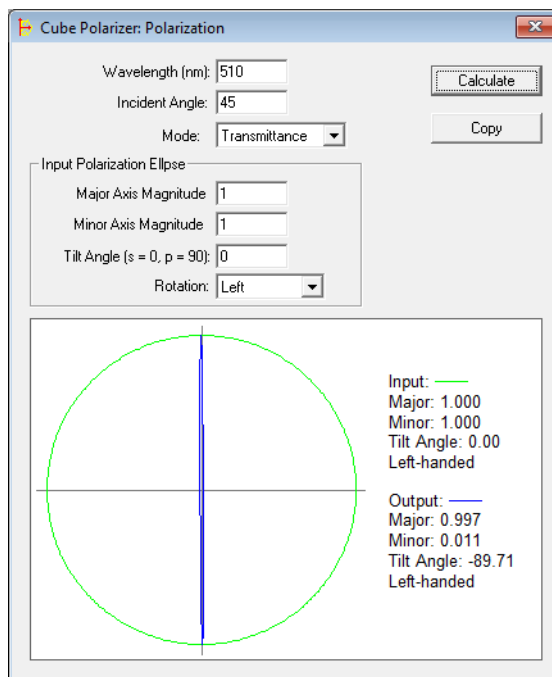 Cube Polarizer: Polarization
Wavelength (nm): 510
Calculate
Incident Angle: 45
Mode: Transmittance
Copy
Input Polarization Ellpse
Major Axis Magnitude 1
Minor Axis Magnitude 1
Tilt Angle (s = 0, p = 90): 0
Rotation: Left
Input:
Major: 1.000
Minor: 1.000
Tilt Angle: 0.00
Left-handed
Output:
Major: 0.997
Minor: 0.011
Tilt Angle: -89.71
Left-handed